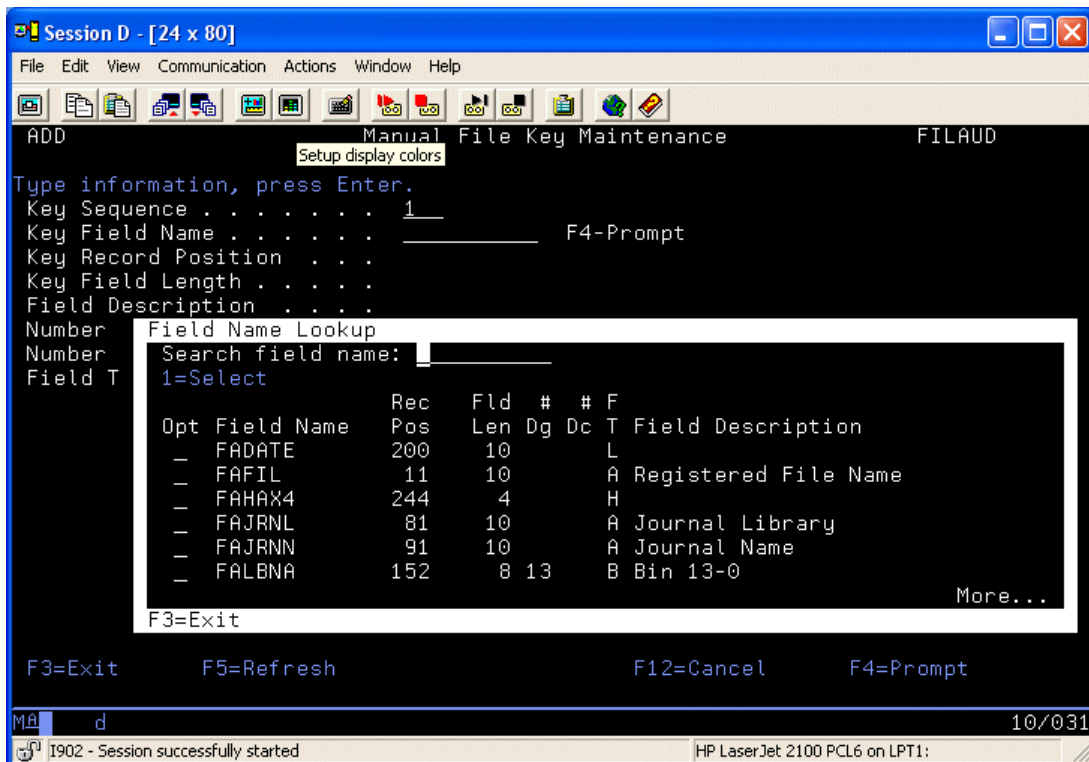 Session D - [24 x 80]
File Edit View Communication Actions Window Help
ADD Manual File Key Maintenance FILAUD
Setup display colors
Type information, press Enter.
Key Sequence . . . . . . . 1
Key Field Name . . . . . . F4-Prompt
Key Record Position . . .
Key Field Length . . . . .
Field Description . . . .
Number Field Name Lookup
Number Search field name:
Field T 1=Select
Rec Fld # # F
Opt Field Name Pos Len Dg Dc T Field Description
_ FADATE 200 10 L
_ FAFIL 11 10 A Registered File Name
_ FAHAX4 244 4 H
_ FAJRNL 81 10 A Journal Library
_ FAJRNN 91 10 A Journal Name
_ FALBNA 152 8 13 B Bin 13-0
More...
F3=Exit
F3=Exit F5=Refresh F12=Cancel F4=Prompt
MA d 10/031
I902 - Session successfully started HP LaserJet 2100 PCL6 on LPT1: